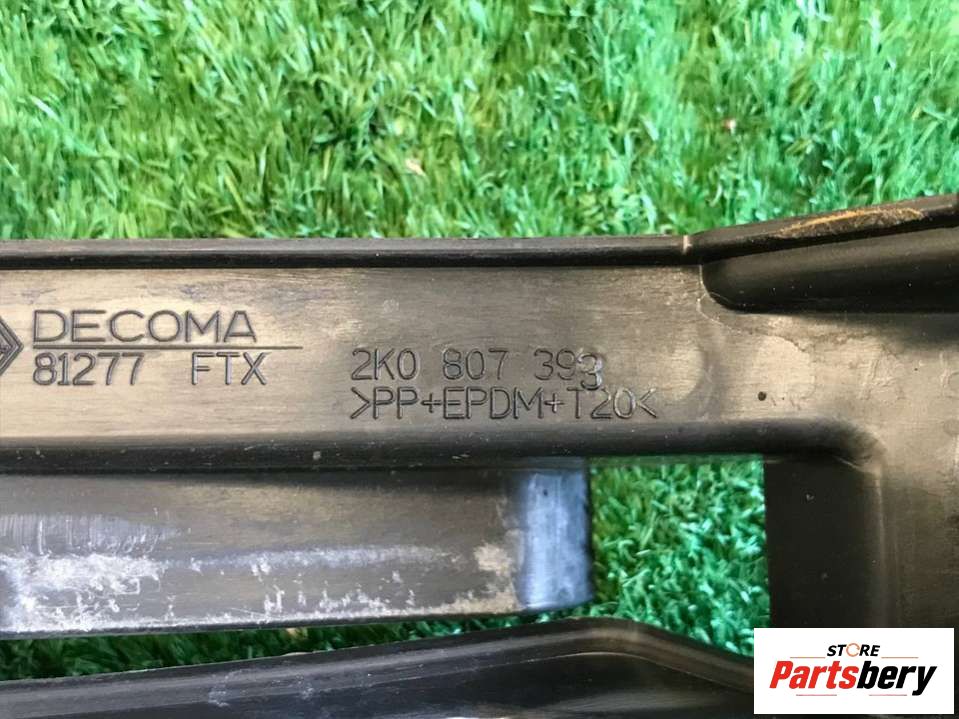 DECOMA
81277 FTX
2K0 807 393
>PP+EPDM+T20<
STORE
Partsbery